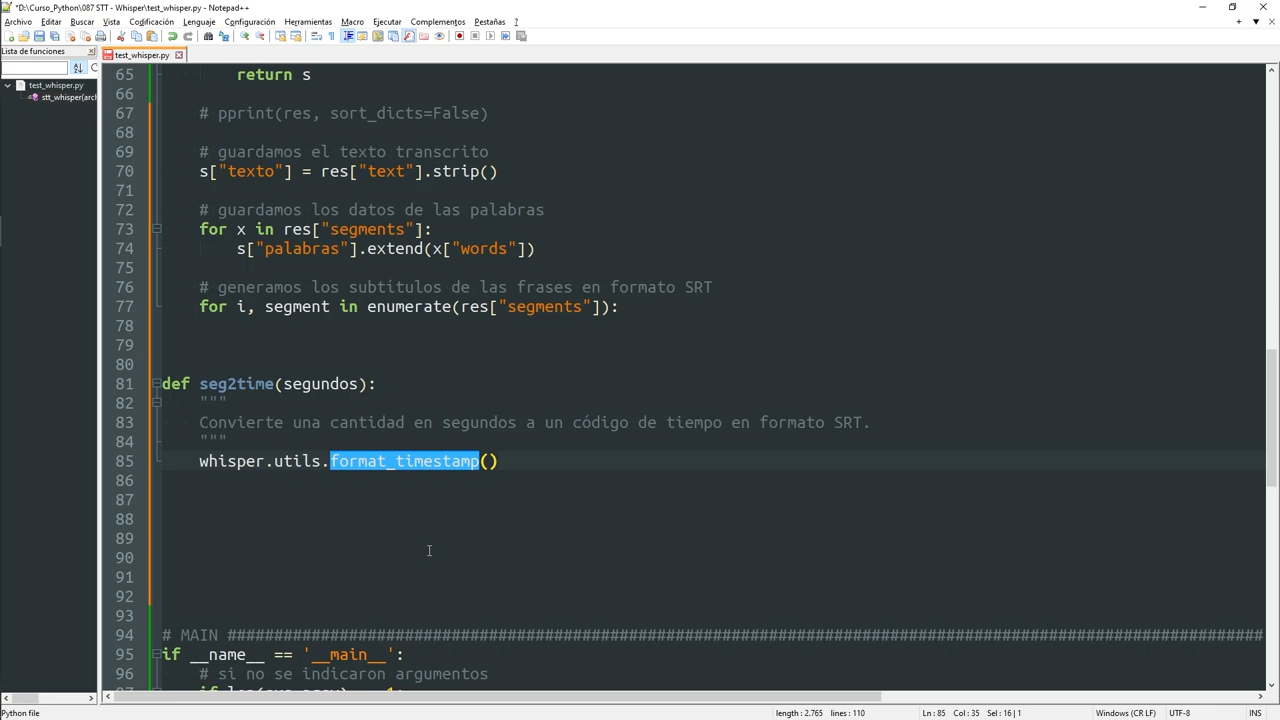 *D:\Curso_Python\087 STT - Whisper\test_whisper.py - Notepad++
Archivo Editar Buscar Vista Codificación Lenguaje Configuración Herramientas Macro Ejecutar Complementos Pestañas ?
Lista de funciones
test_whisper.py
test_whisper.py
stt_whisper(arc
65 return s
66
67 # pprint(res, sort_dicts=False)
68
69 # guardamos el texto transcrito
70 s["texto"] = res["text"].strip()
71
72 # guardamos los datos de las palabras
73 for x in res["segments"]:
74 s["palabras"].extend(x["words"])
75
76 # generamos los subtítulos de las frases en formato SRT
77 for i, segment in enumerate(res["segments"]):
78
79
80
81 def seg2time(segundos):
82 """
83 Convierte una cantidad en segundos a un código de tiempo en formato SRT.
84 """
85 whisper.utils.format_timestamp()
86
87
88
89
90
91
92
93
94 # MAIN ###############################################################################################################
95 if __name__ == '__main__':
96 # si no se indicaron argumentos
Python file length : 2.765 lines : 110 Ln : 85 Col : 35 Sel : 16 | 1 Windows (CR LF) UTF-8 INS